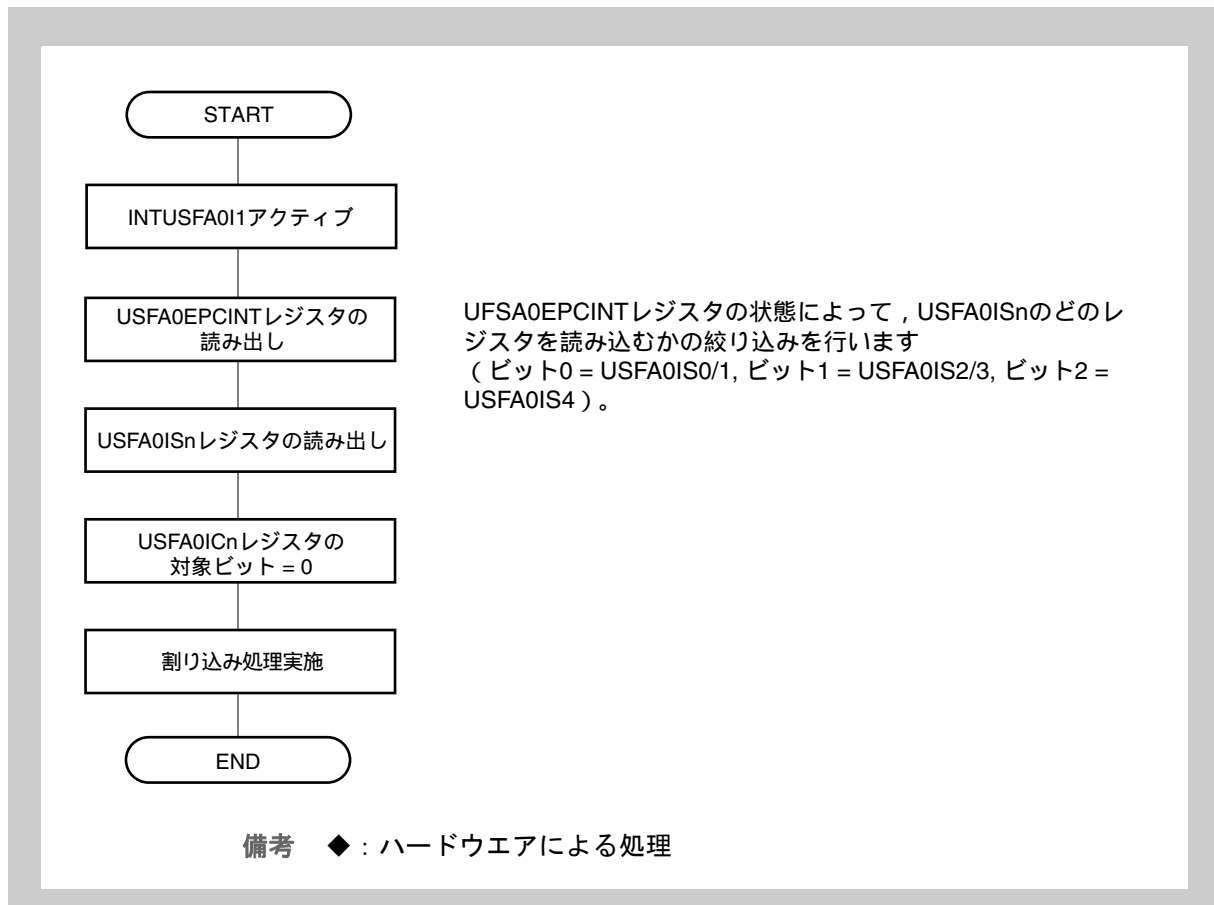 START
INTUSFA0I1アクティブ
USFA0EPCINTレジスタの
読み出し
UFSA0EPCINTレジスタの状態によって，USFA0ISnのどのレ
ジスタを読み込むかの絞り込みを行います
（ビット0 = USFA0IS0/1, ビット1 = USFA0IS2/3, ビット2 =
USFA0IS4）。
USFA0ISnレジスタの読み出し
USFA0ICnレジスタの
対象ビット = 0
割り込み処理実施
END
備考　◆：ハードウエアによる処理